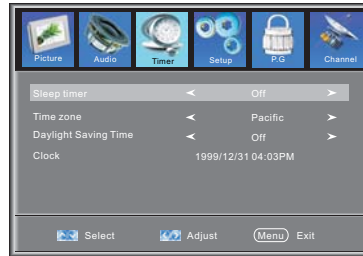 Picture Audio Timer Setup P.G Channel
Sleep timer < Off >
Time zone < Pacific >
Daylight Saving Time < Off >
Clock 1999/12/31 04:03PM
Select Adjust Menu Exit